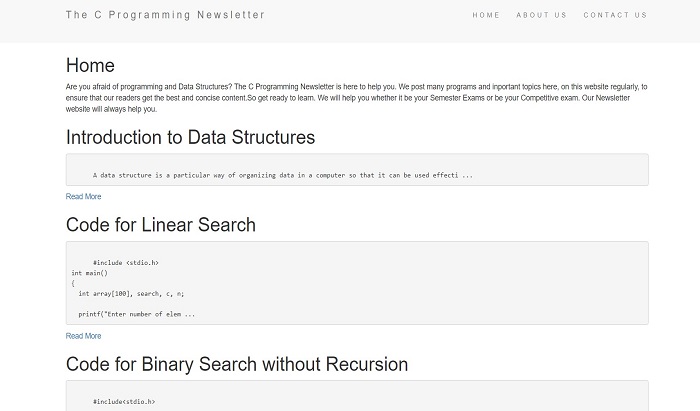 The C Programming Newsletter
HOME ABOUT US CONTACT US
Home
Are you afraid of programming and Data Structures? The C Programming Newsletter is here to help you. We post many programs and inportant topics here, on this website regularly, to
ensure that our readers get the best and concise content.So get ready to learn. We will help you whether it be your Semester Exams or be your Competitive exam. Our Newsletter
website will always help you.
Introduction to Data Structures
A data structure is a particular way of organizing data in a computer so that it can be used effecti ...
Read More
Code for Linear Search
#include <stdio.h>
int main()
{
int array[100], search, c, n;
printf("Enter number of elem ...
Read More
Code for Binary Search without Recursion
#include<stdio.h>